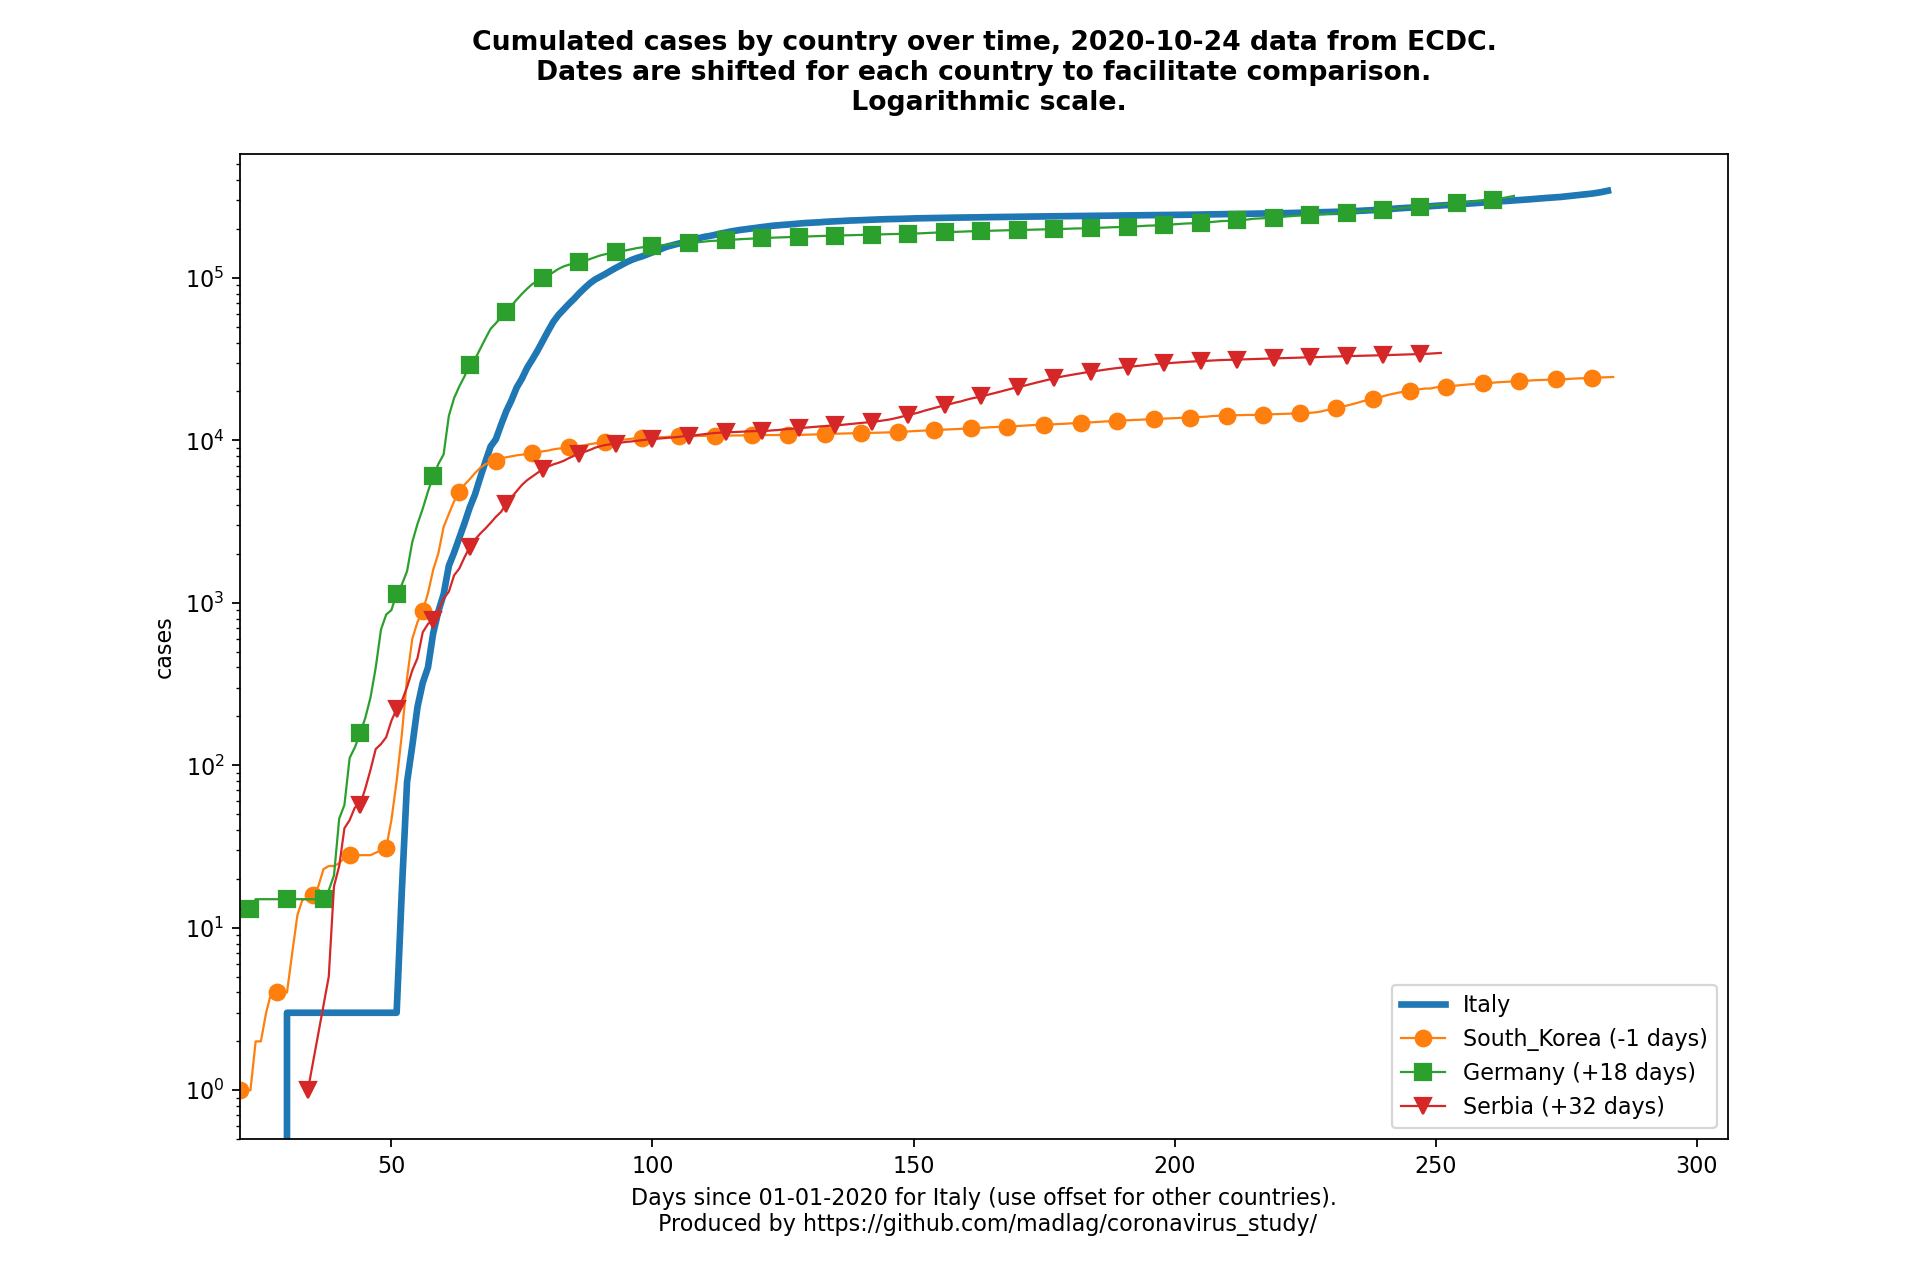 Cumulated cases by country over time, 2020-10-24 data from ECDC.
Dates are shifted for each country to facilitate comparison.
Logarithmic scale.
cases
10^5
10^4
10^3
10^2
10^1
10^0
Italy
South_Korea (-1 days)
Germany (+18 days)
Serbia (+32 days)
50 100 150 200 250 300
Days since 01-01-2020 for Italy (use offset for other countries).
Produced by https://github.com/madlag/coronavirus_study/